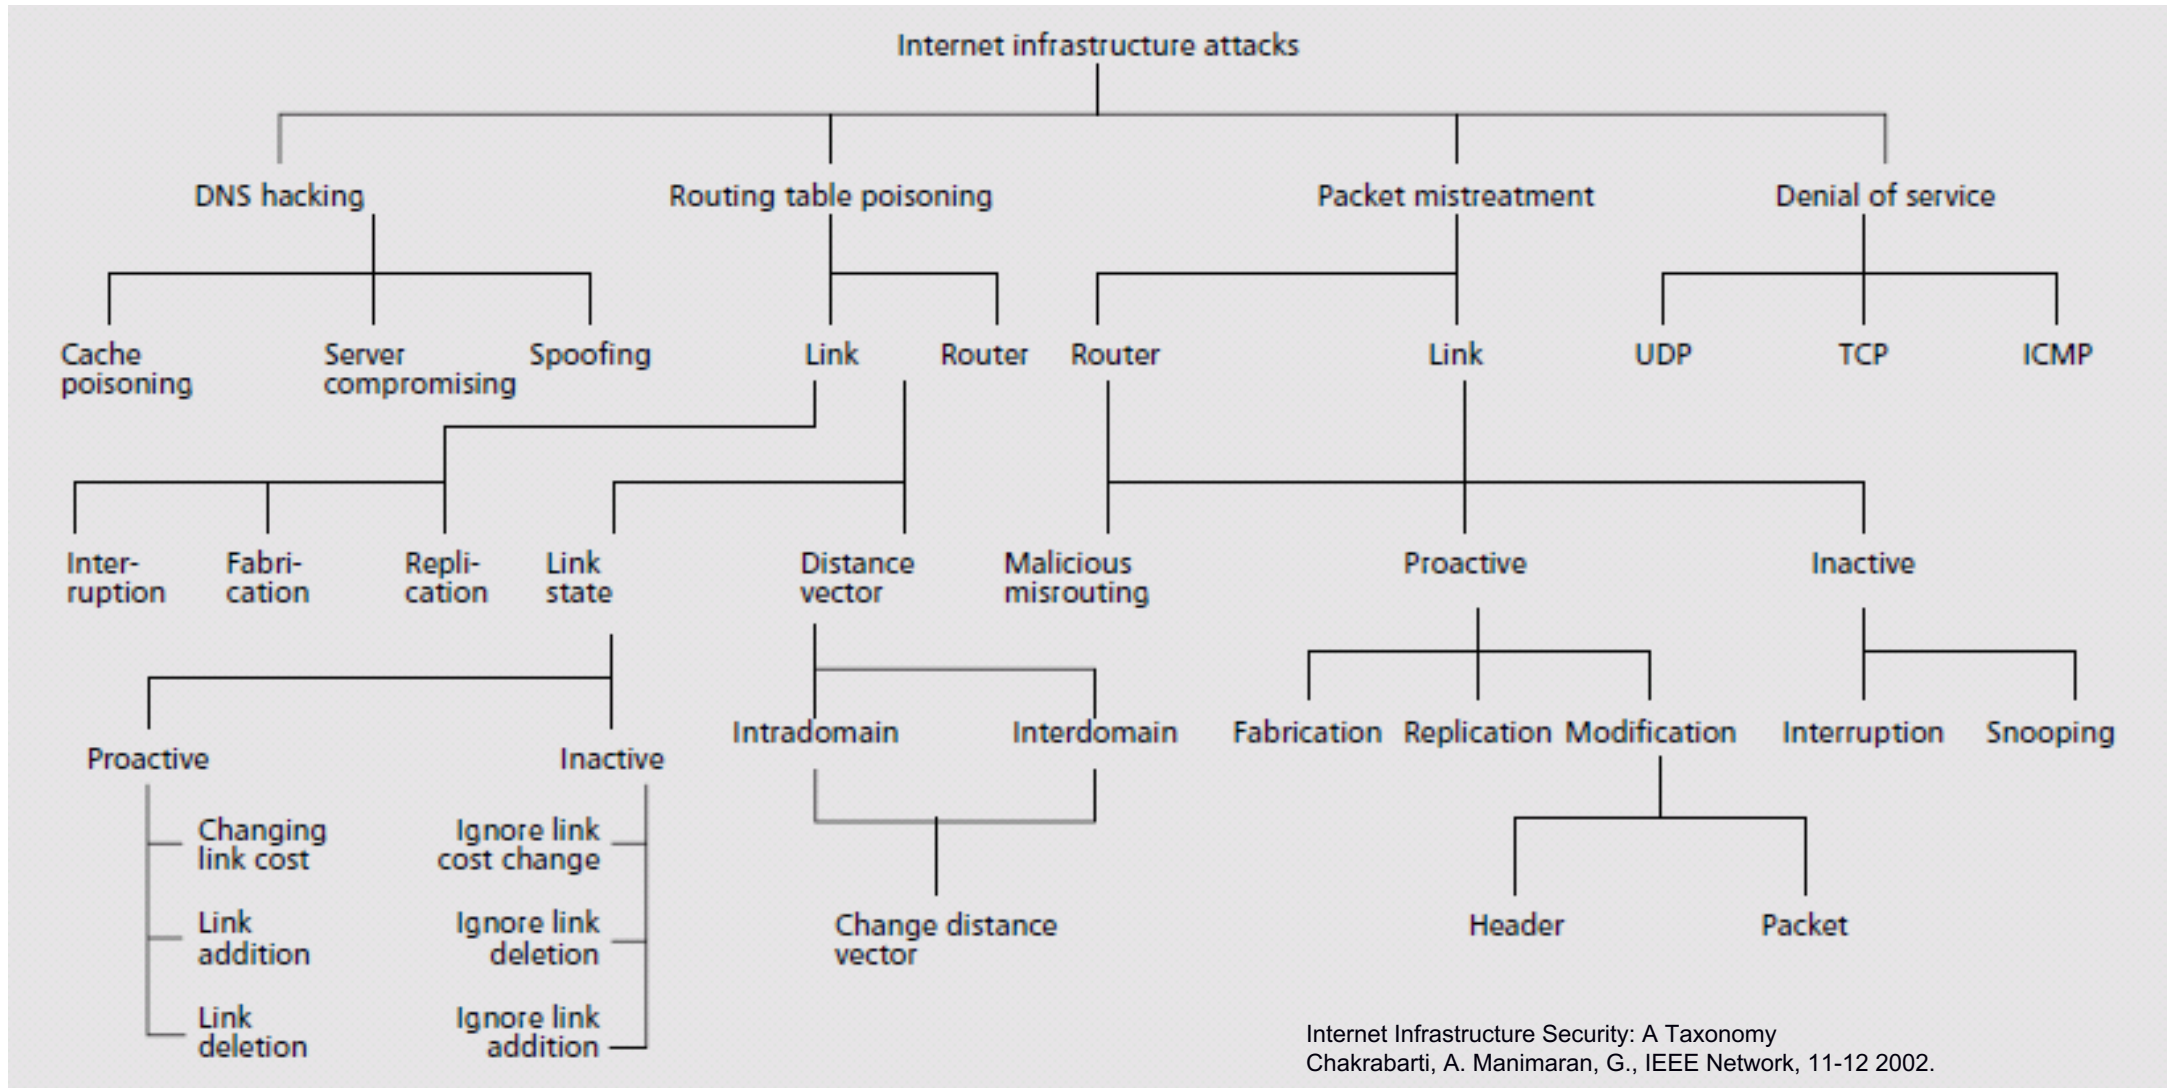 Internet infrastructure attacks
DNS hacking
Routing table poisoning
Packet mistreatment
Denial of service
Cache
poisoning
Server
compromising
Spoofing
Link
Router
Router
Link
UDP
TCP
ICMP
Inter-
ruption
Fabri-
cation
Repli-
cation
Link
state
Distance
vector
Malicious
misrouting
Proactive
Inactive
Proactive
Inactive
Intradomain
Interdomain
Fabrication
Replication
Modification
Interruption
Snooping
Changing
link cost
Link
addition
Link
deletion
Ignore link
cost change
Ignore link
deletion
Ignore link
addition
Change distance
vector
Header
Packet
Internet Infrastructure Security: A Taxonomy
Chakrabarti, A. Manimaran, G., IEEE Network, 11-12 2002.